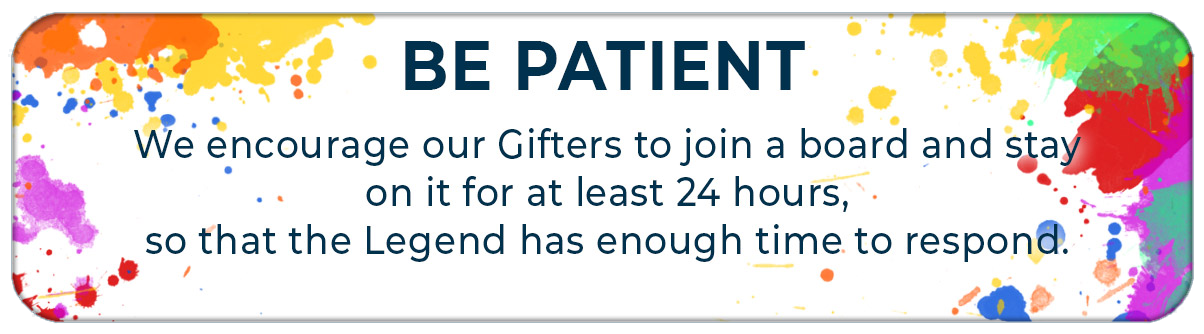 BE PATIENT
We encourage our Gifters to join a board and stay
on it for at least 24 hours,
so that the Legend has enough time to respond.